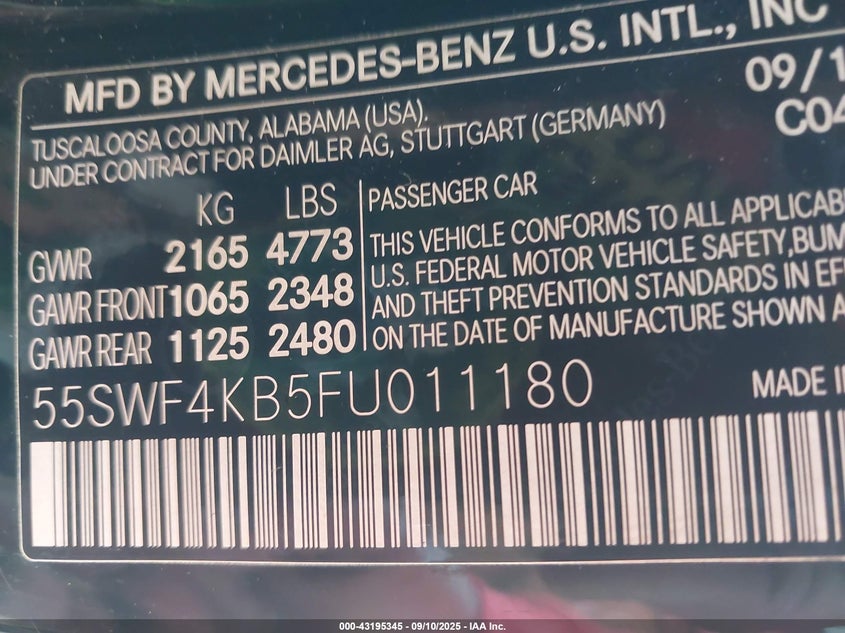 MFD BY MERCEDES-BENZ U.S. INTL., INC
09/1
TUSCALOOSA COUNTY, ALABAMA (USA).
C04
UNDER CONTRACT FOR DAIMLER AG, STUTTGART (GERMANY)
KG LBS PASSENGER CAR
GVWR 2165 4773 THIS VEHICLE CONFORMS TO ALL APPLICAB
U.S. FEDERAL MOTOR VEHICLE SAFETY,BUM
GAWR FRONT 1065 2348 AND THEFT PREVENTION STANDARDS IN EF
GAWR REAR 1125 2480 ON THE DATE OF MANUFACTURE SHOWN A
55SWF4KB5FU011180 MADE I
000-43195345 - 09/10/2025 - IAA Inc.